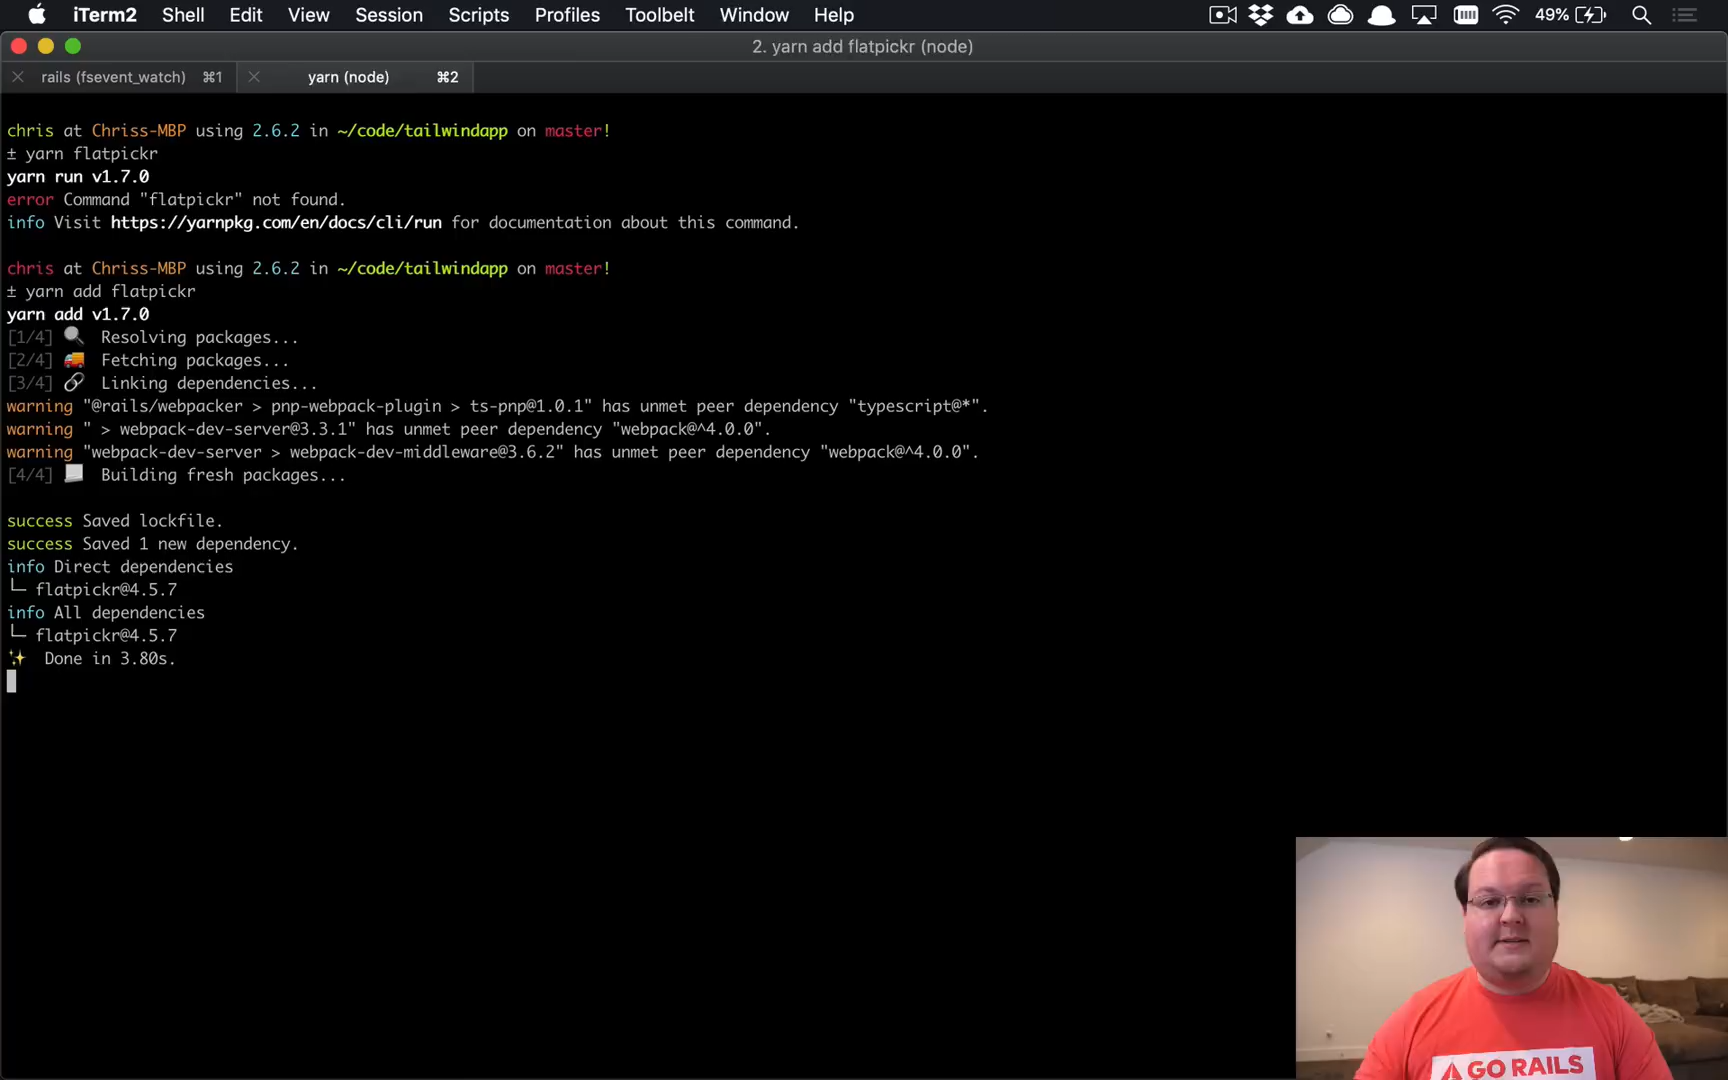 iTerm2 Shell Edit View Session Scripts Profiles Toolbelt Window Help 49%
2. yarn add flatpickr (node)
rails (fsevent_watch) ⌘1 yarn (node) ⌘2
chris at Chriss-MBP using 2.6.2 in ~/code/tailwindapp on master!
± yarn flatpickr
yarn run v1.7.0
error Command "flatpickr" not found.
info Visit https://yarnpkg.com/en/docs/cli/run for documentation about this command.
chris at Chriss-MBP using 2.6.2 in ~/code/tailwindapp on master!
± yarn add flatpickr
yarn add v1.7.0
[1/4] 🔍 Resolving packages...
[2/4] 🚚 Fetching packages...
[3/4] 🔗 Linking dependencies...
warning "@rails/webpacker > pnp-webpack-plugin > ts-pnp@1.0.1" has unmet peer dependency "typescript@*".
warning " > webpack-dev-server@3.3.1" has unmet peer dependency "webpack@^4.0.0".
warning "webpack-dev-server > webpack-dev-middleware@3.6.2" has unmet peer dependency "webpack@^4.0.0".
[4/4] 📃 Building fresh packages...
success Saved lockfile.
success Saved 1 new dependency.
info Direct dependencies
└─ flatpickr@4.5.7
info All dependencies
└─ flatpickr@4.5.7
✨ Done in 3.80s.
GO RAILS